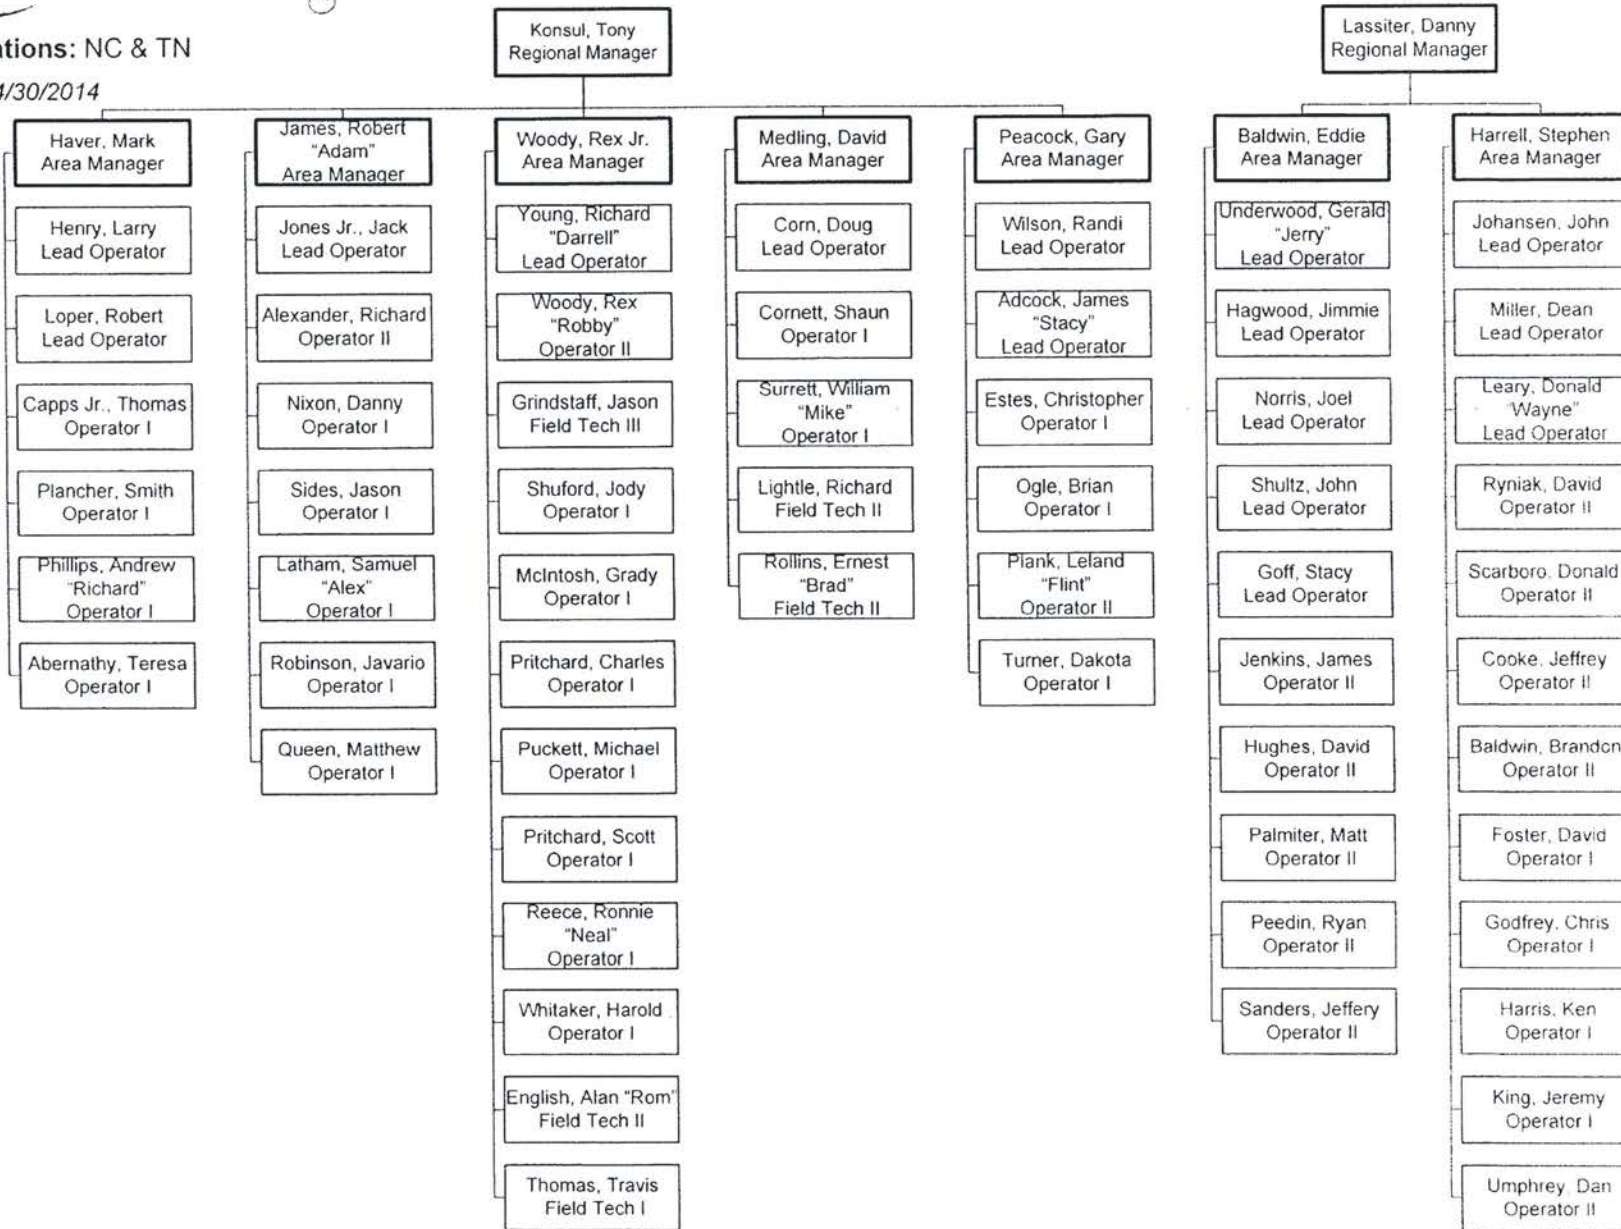 ations: NC & TN
4/30/2014
Konsul, Tony
Regional Manager
Haver, Mark
Area Manager
Henry, Larry
Lead Operator
Loper, Robert
Lead Operator
Capps Jr., Thomas
Operator I
Plancher, Smith
Operator I
Phillips, Andrew
"Richard"
Operator I
Abernathy, Teresa
Operator I
James, Robert
"Adam"
Area Manager
Jones Jr., Jack
Lead Operator
Alexander, Richard
Operator II
Nixon, Danny
Operator I
Sides, Jason
Operator I
Latham, Samuel
"Alex"
Operator I
Robinson, Javario
Operator I
Queen, Matthew
Operator I
Woody, Rex Jr.
Area Manager
Young, Richard
"Darrell"
Lead Operator
Woody, Rex
"Robby"
Operator II
Grindstaff, Jason
Field Tech III
Shuford, Jody
Operator I
McIntosh, Grady
Operator I
Pritchard, Charles
Operator I
Puckett, Michael
Operator I
Pritchard, Scott
Operator I
Reece, Ronnie
"Neal"
Operator I
Whitaker, Harold
Operator I
English, Alan "Rom"
Field Tech II
Thomas, Travis
Field Tech I
Medling, David
Area Manager
Corn, Doug
Lead Operator
Cornett, Shaun
Operator I
Surrett, William
"Mike"
Operator I
Lightle, Richard
Field Tech II
Rollins, Ernest
"Brad"
Field Tech II
Peacock, Gary
Area Manager
Wilson, Randi
Lead Operator
Adcock, James
"Stacy"
Lead Operator
Estes, Christopher
Operator I
Ogle, Brian
Operator I
Plank, Leland
"Flint"
Operator II
Turner, Dakota
Operator I
Lassiter, Danny
Regional Manager
Baldwin, Eddie
Area Manager
Underwood, Gerald
"Jerry"
Lead Operator
Hagwood, Jimmie
Lead Operator
Norris, Joel
Lead Operator
Shultz, John
Lead Operator
Goff, Stacy
Lead Operator
Jenkins, James
Operator II
Hughes, David
Operator II
Palmiter, Matt
Operator II
Peedin, Ryan
Operator II
Sanders, Jeffery
Operator II
Harrell, Stephen
Area Manager
Johansen, John
Lead Operator
Miller, Dean
Lead Operator
Leary, Donald
"Wayne"
Lead Operator
Ryniak, David
Operator II
Scarboro, Donald
Operator II
Cooke, Jeffrey
Operator II
Baldwin, Brandon
Operator II
Foster, David
Operator I
Godfrey, Chris
Operator I
Harris, Ken
Operator I
King, Jeremy
Operator I
Umphrey, Dan
Operator II